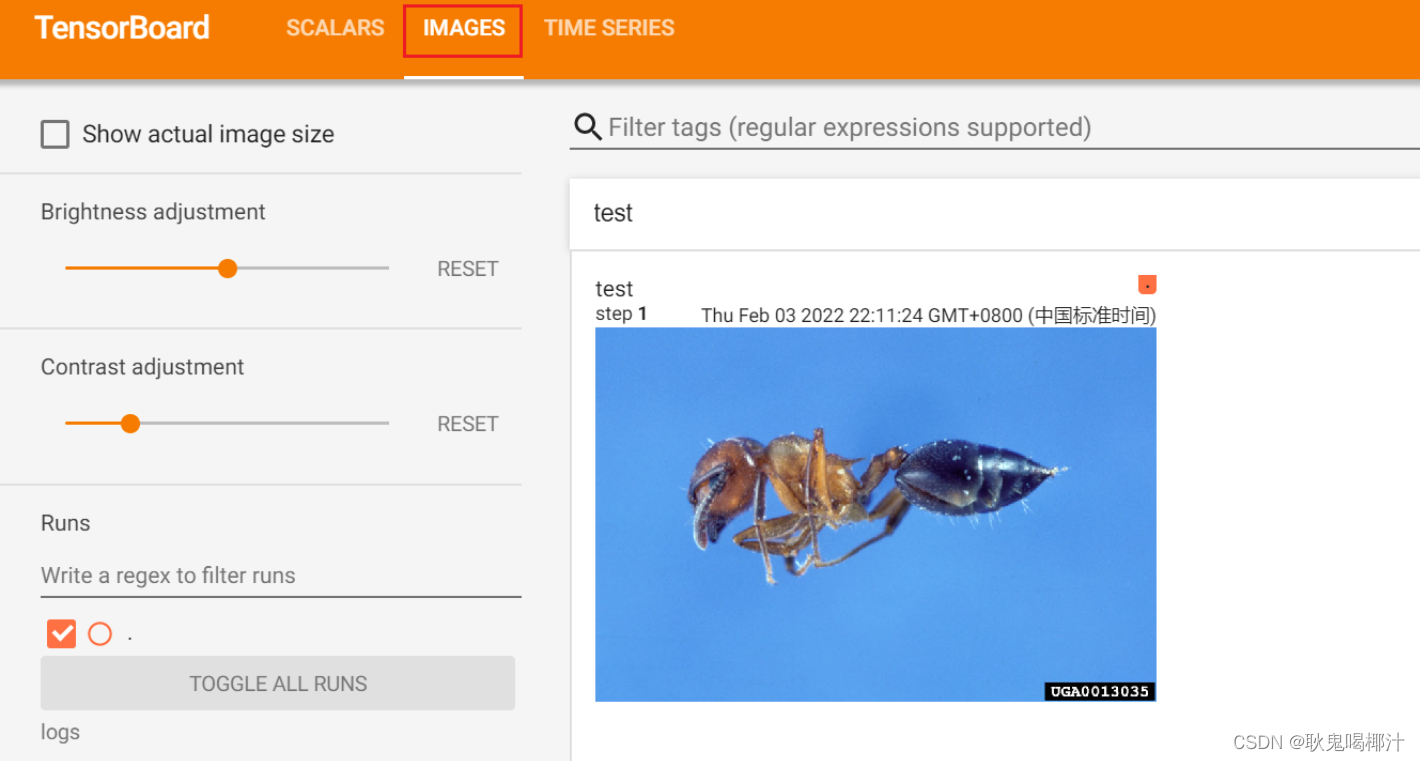 TensorBoard SCALARS IMAGES TIME SERIES
Show actual image size
Filter tags (regular expressions supported)
Brightness adjustment
RESET
test
test
step 1 Thu Feb 03 2022 22:11:24 GMT+0800 (中国标准时间)
Contrast adjustment
RESET
Runs
Write a regex to filter runs
.
TOGGLE ALL RUNS
logs
UGA0013035
CSDN @耿鬼喝椰汁